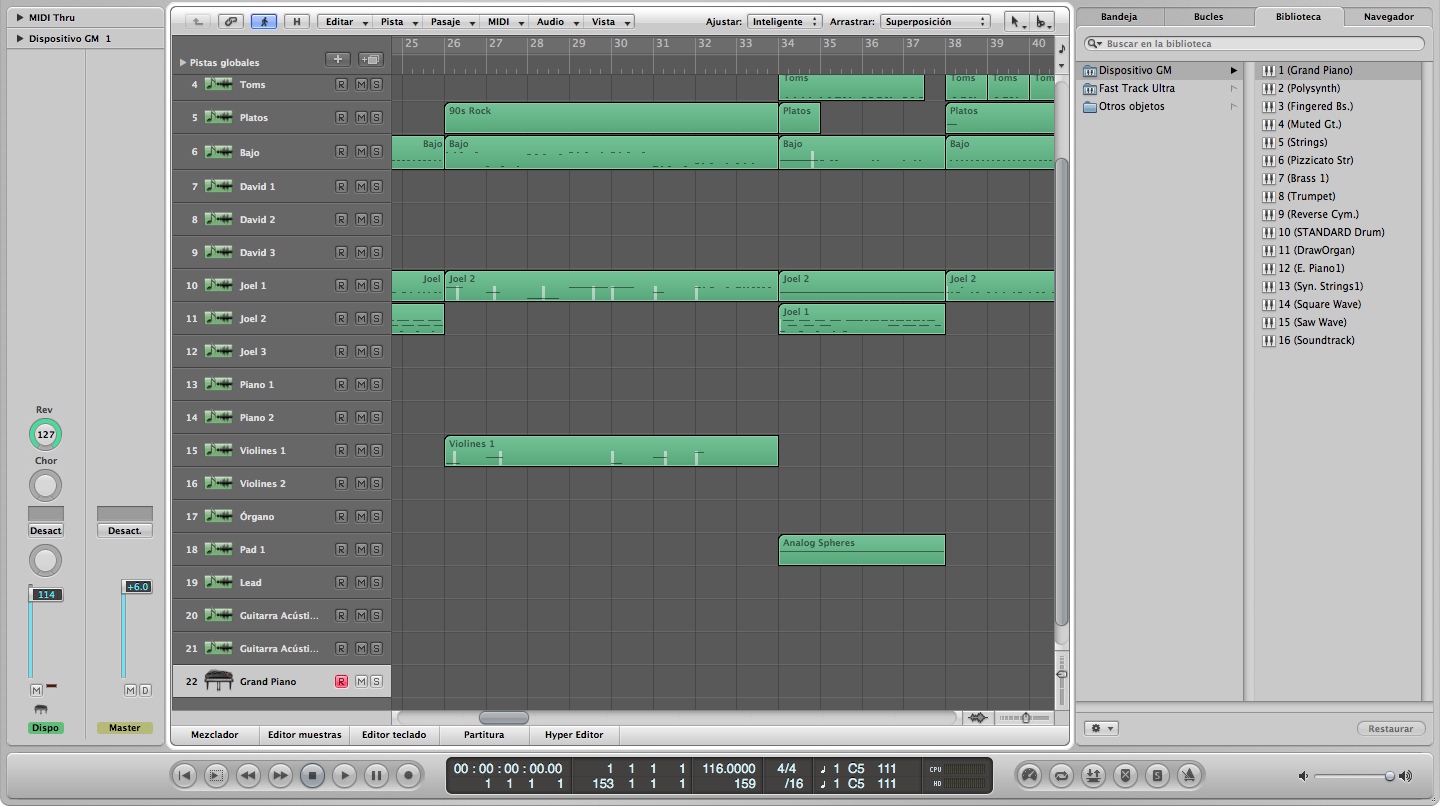 MIDI Thru
Dispositivo GM 1
Rev
127
Chor
Desact
Desact.
114
+6.0
M
M D
Dispo
Master
H
Editar
Pista
Pasaje
MIDI
Audio
Vista
Ajustar: Inteligente
Arrastrar: Superposición
Pistas globales
25 26 27 28 29 30 31 32 33 34 35 36 37 38 39 40
4 Toms R M S
Toms Toms Toms Tom
5 Platos R M S
90s Rock Platos Platos
6 Bajo R M S
Bajo Bajo Bajo Bajo
7 David 1 R M S
8 David 2 R M S
9 David 3 R M S
10 Joel 1 R M S
Joel Joel 2 Joel 2 Joel 2
11 Joel 2 R M S
Joel 1
12 Joel 3 R M S
13 Piano 1 R M S
14 Piano 2 R M S
15 Violines 1 R M S
Violines 1
16 Violines 2 R M S
17 Órgano R M S
18 Pad 1 R M S
Analog Spheres
19 Lead R M S
20 Guitarra Acústi... R M S
21 Guitarra Acústi... R M S
22 Grand Piano R M S
Mezclador
Editor muestras
Editor teclado
Partitura
Hyper Editor
Bandeja
Bucles
Biblioteca
Navegador
Buscar en la biblioteca
Dispositivo GM
Fast Track Ultra
Otros objetos
1 (Grand Piano)
2 (Polysynth)
3 (Fingered Bs.)
4 (Muted Gt.)
5 (Strings)
6 (Pizzicato Str)
7 (Brass 1)
8 (Trumpet)
9 (Reverse Cym.)
10 (STANDARD Drum)
11 (DrawOrgan)
12 (E. Piano1)
13 (Syn. Strings1)
14 (Square Wave)
15 (Saw Wave)
16 (Soundtrack)
Restaurar
00 : 00 : 00 : 00.00 1 1 1 1 116.0000 4/4 1 C5 111 CPU
1 1 1 1 153 1 1 1 159 /16 1 C5 111 HD
S